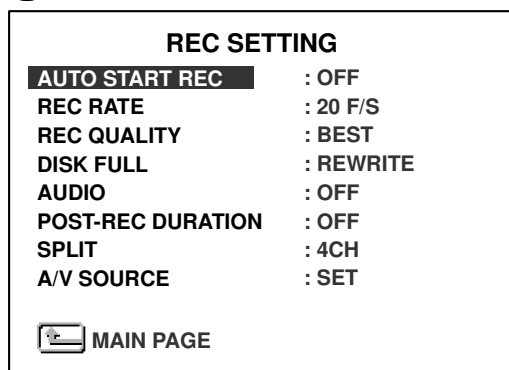 REC SETTING
AUTO START REC : OFF
REC RATE : 20 F/S
REC QUALITY : BEST
DISK FULL : REWRITE
AUDIO : OFF
POST-REC DURATION : OFF
SPLIT : 4CH
A/V SOURCE : SET
MAIN PAGE